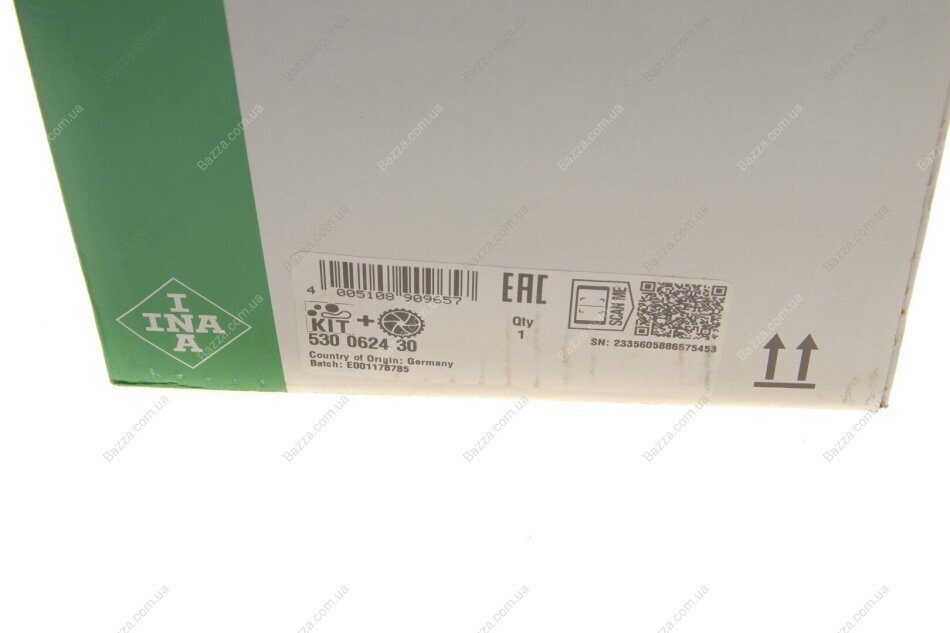 I
INA
A
4 005108 909657
EAC
KIT +
530 0624 30
Qty
1
SCAN ME
SN: 2335605886575453
Country of Origin: Germany
Batch: E001178785
Bazza.com.ua